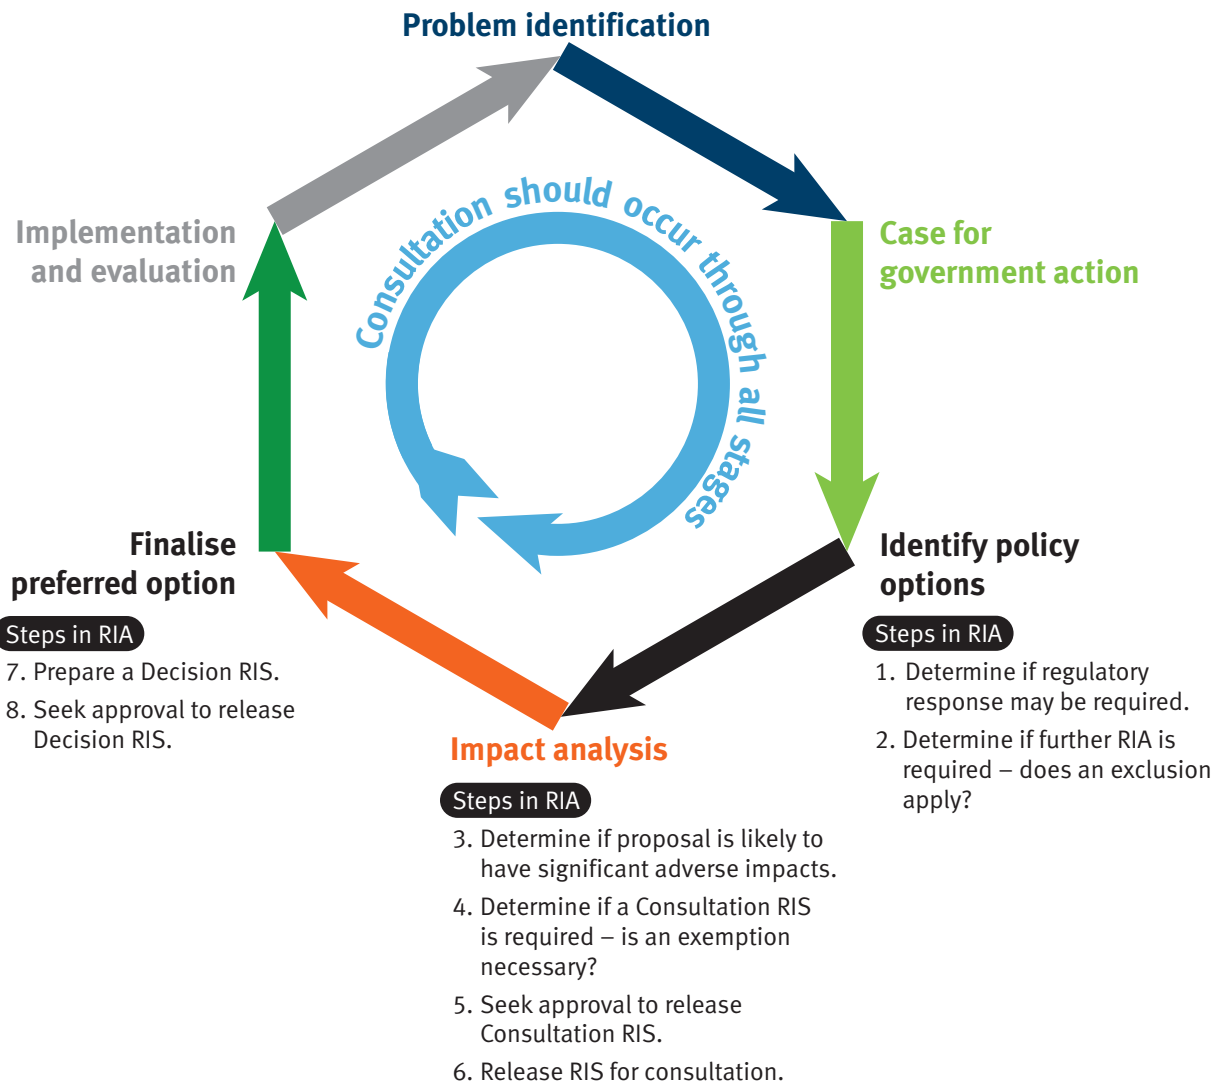 Problem identification
Consultation should occur through all stages
Case for
government action
Identify policy
options
Steps in RIA
1. Determine if regulatory
response may be required.
2. Determine if further RIA is
required – does an exclusion
apply?
Impact analysis
Steps in RIA
3. Determine if proposal is likely to
have significant adverse impacts.
4. Determine if a Consultation RIS
is required – is an exemption
necessary?
5. Seek approval to release
Consultation RIS.
6. Release RIS for consultation.
Finalise
preferred option
Steps in RIA
7. Prepare a Decision RIS.
8. Seek approval to release
Decision RIS.
Implementation
and evaluation